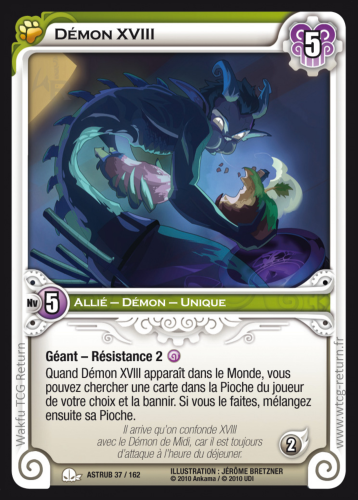 DÉMON XVIII
5
Nv 5
ALLIÉ – DÉMON – UNIQUE
Géant – Résistance 2
Quand Démon XVIII apparaît dans le Monde, vous
pouvez chercher une carte dans la Pioche du joueur
de votre choix et la bannir. Si vous le faites, mélangez
ensuite sa Pioche.
Il arrive qu'on confonde XVIII
avec le Démon de Midi, car il est toujours
d'attaque à l'heure du déjeuner.
2
ASTRUB 37 / 162
ILLUSTRATION : JÉRÔME BRETZNER
© 2010 Ankama / © 2010 UDI
Wakfu TCG Return
www.wtcg-return.fr